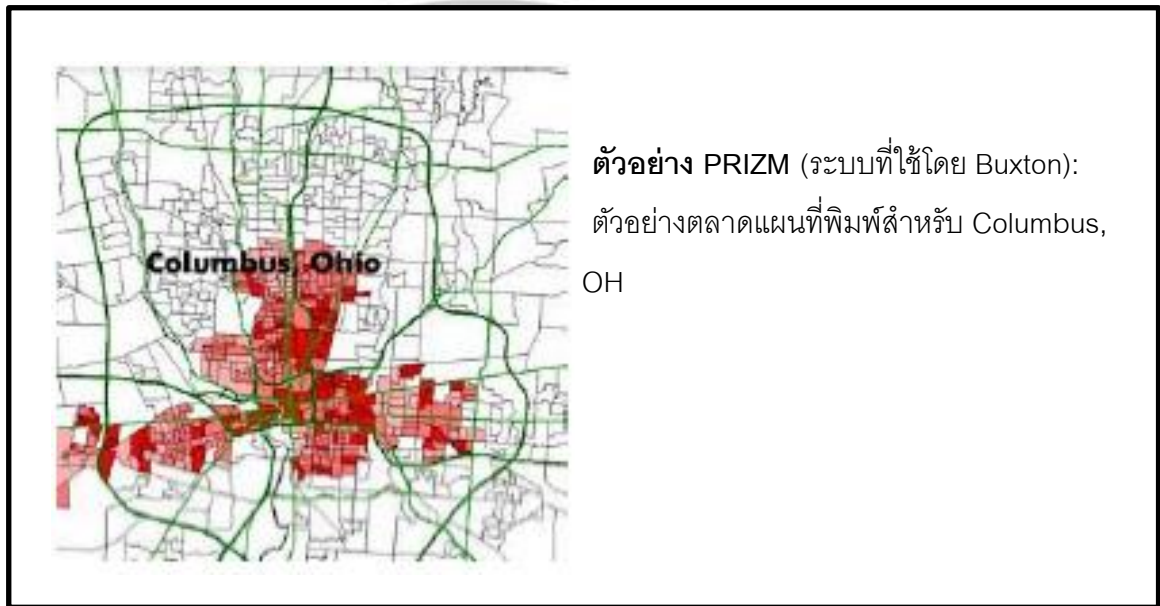 Columbus, Ohio
ตัวอย่าง PRIZM (ระบบที่ใช้โดย Buxton):
ตัวอย่างตลาดแผนที่พิมพ์สำหรับ Columbus,
OH